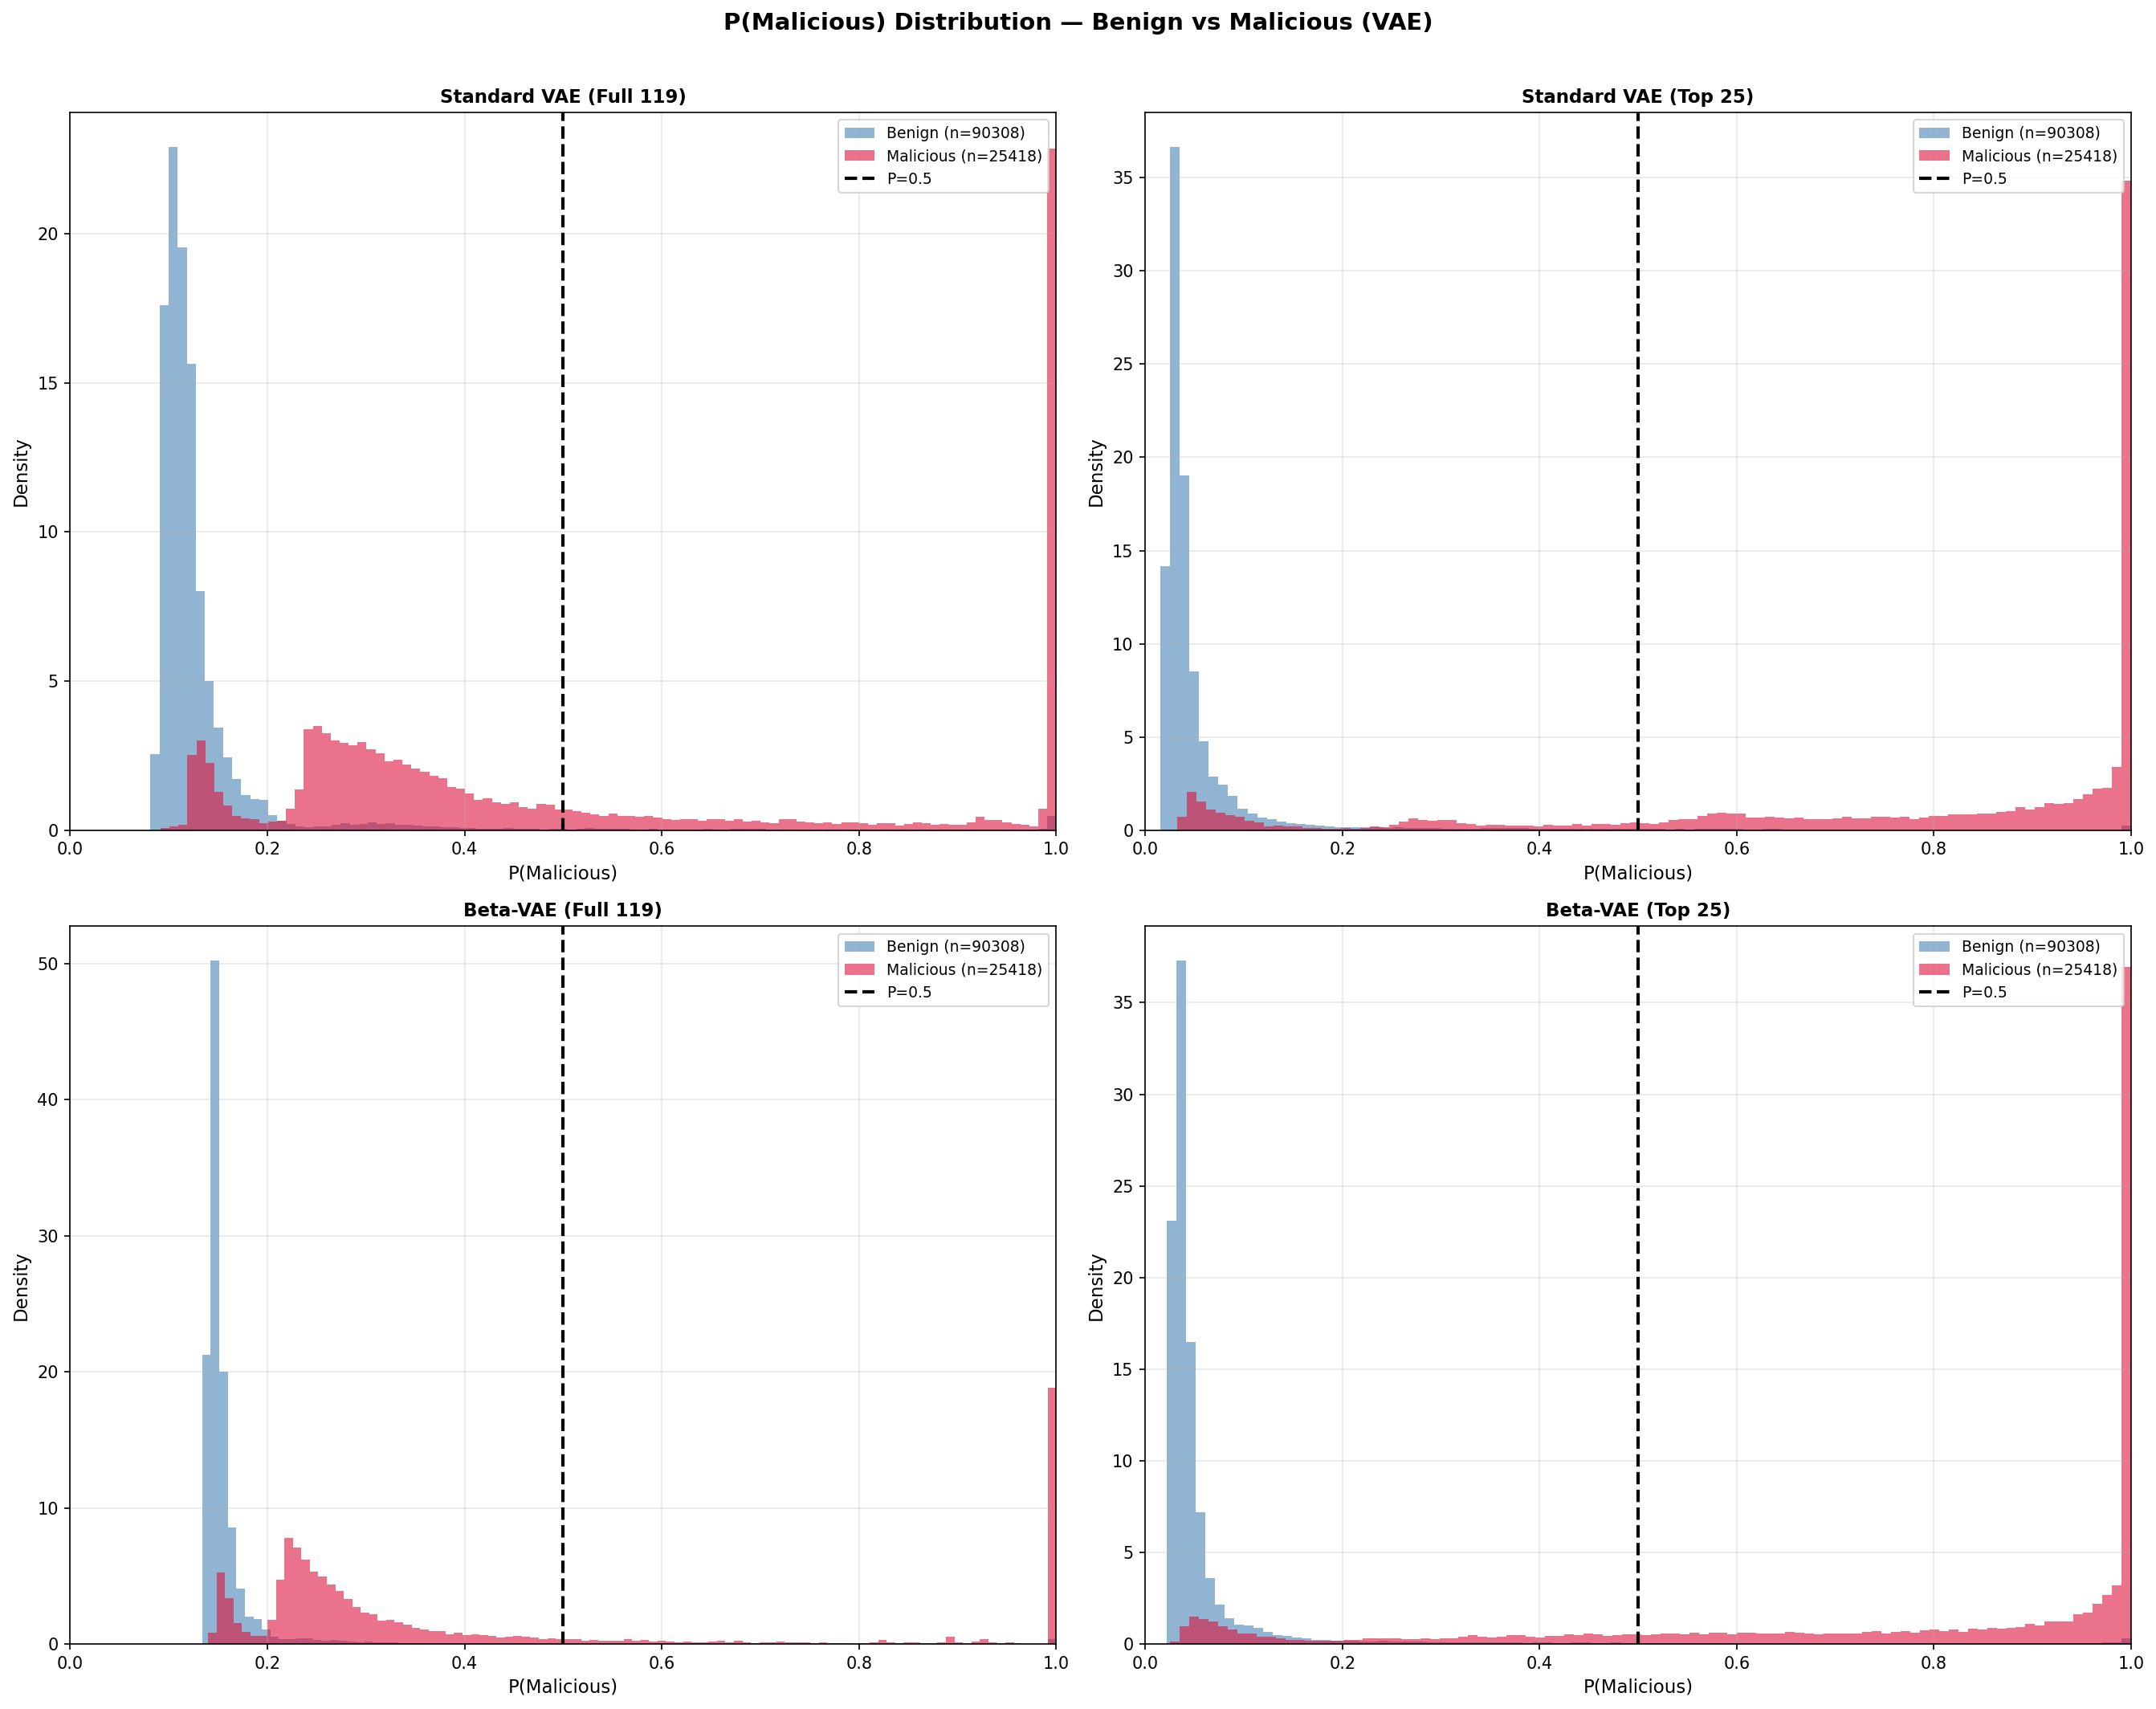 P(Malicious) Distribution — Benign vs Malicious (VAE)
Standard VAE (Full 119)
Benign (n=90308)
Malicious (n=25418)
P=0.5
Density
20
15
10
5
0
0.0 0.2 0.4 0.6 0.8 1.0
P(Malicious)
Standard VAE (Top 25)
Benign (n=90308)
Malicious (n=25418)
P=0.5
Density
35
30
25
20
15
10
5
0
0.0 0.2 0.4 0.6 0.8 1.0
P(Malicious)
Beta-VAE (Full 119)
Benign (n=90308)
Malicious (n=25418)
P=0.5
Density
50
40
30
20
10
0
0.0 0.2 0.4 0.6 0.8 1.0
P(Malicious)
Beta-VAE (Top 25)
Benign (n=90308)
Malicious (n=25418)
P=0.5
Density
35
30
25
20
15
10
5
0
0.0 0.2 0.4 0.6 0.8 1.0
P(Malicious)